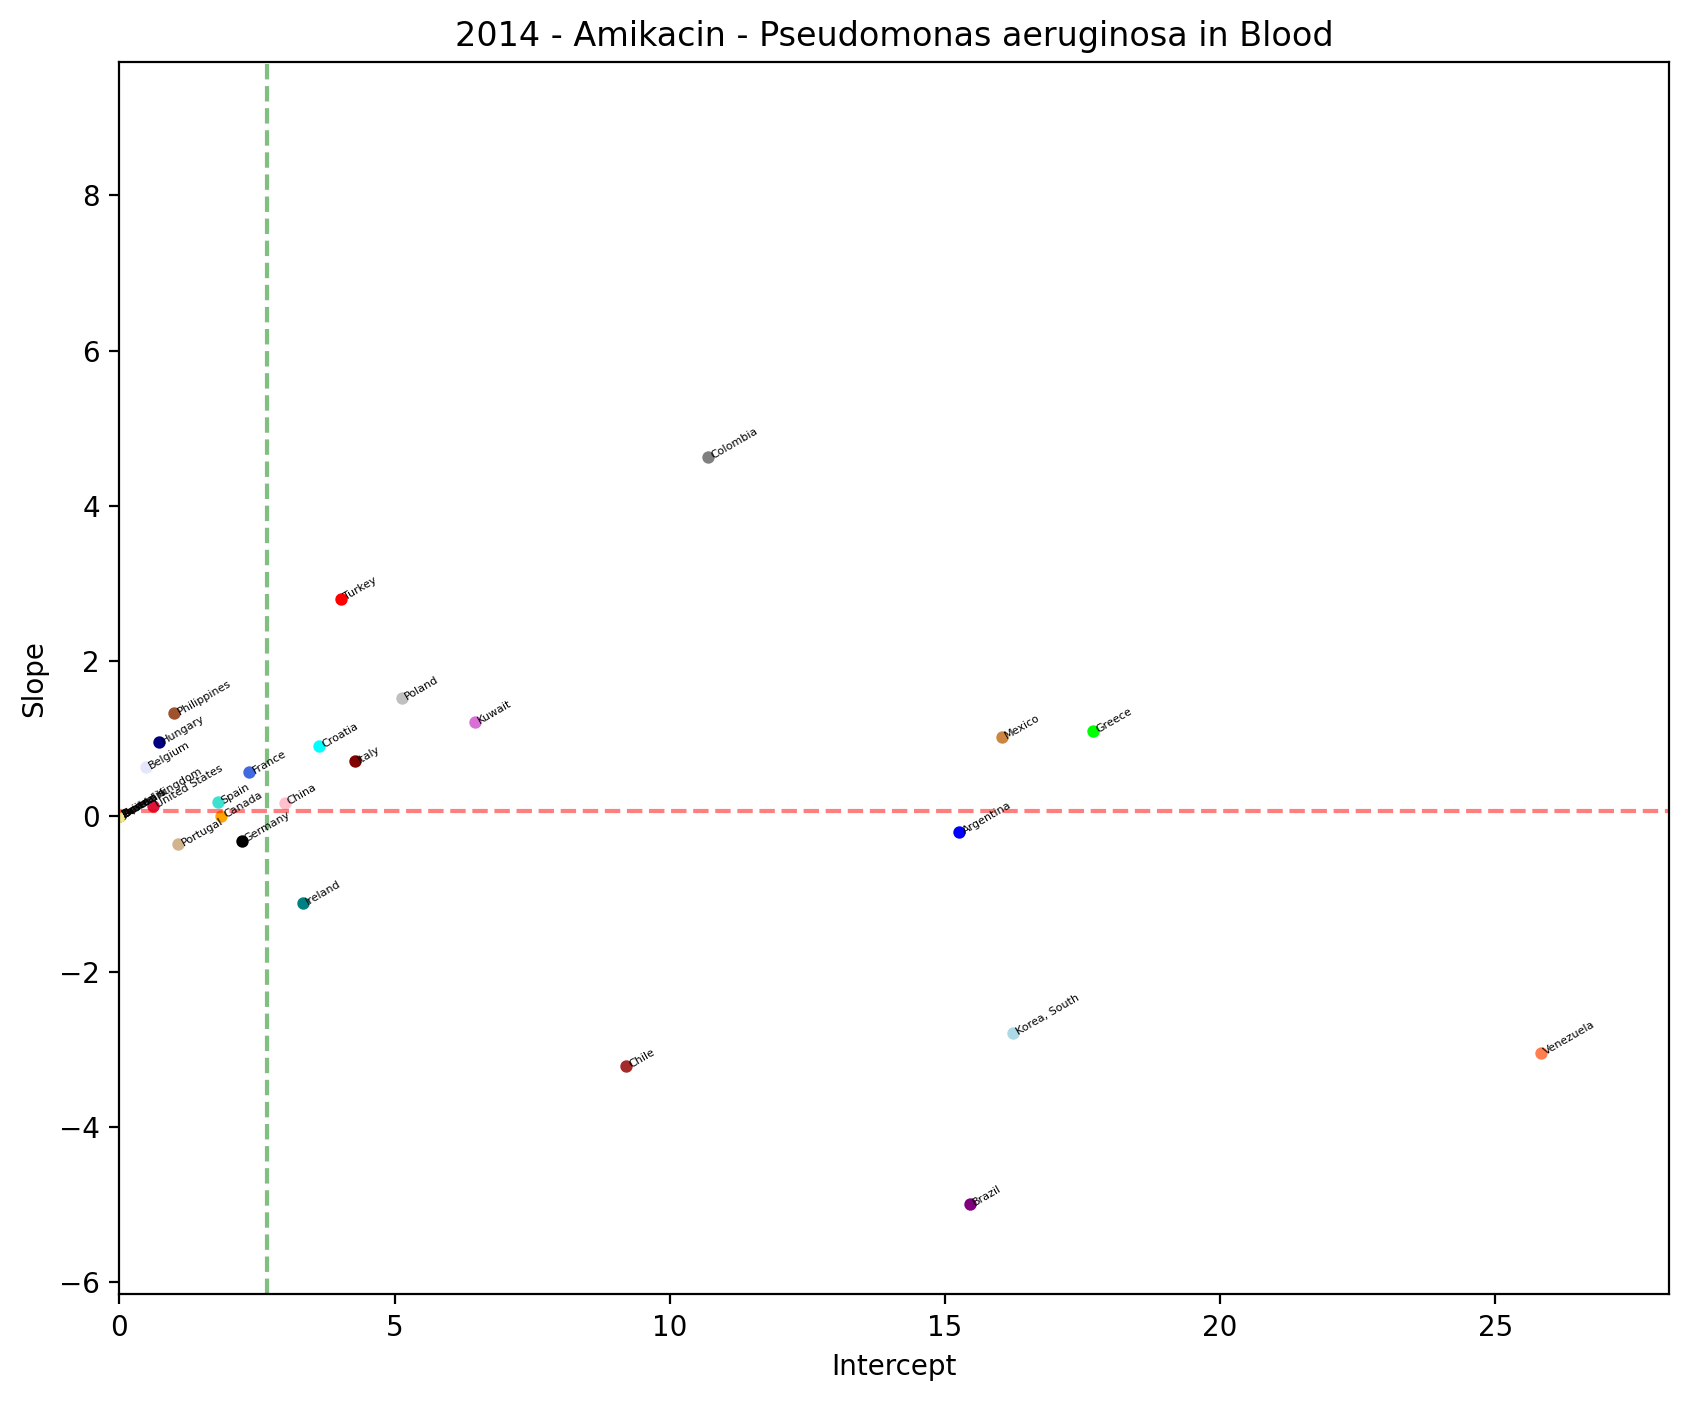 2014 - Amikacin - Pseudomonas aeruginosa in Blood
8
6
Colombia
4
Turkey
2
Slope
Poland
Philippines
Kuwait
Greece
Mexico
Hungary
Croatia
Belgium
Italy
France
Kingdom
United States
Spain
China
Canada
0
Argentina
Portugal
Germany
Ireland
−2
Korea, South
Venezuela
Chile
−4
Brazil
−6
0 5 10 15 20 25
Intercept